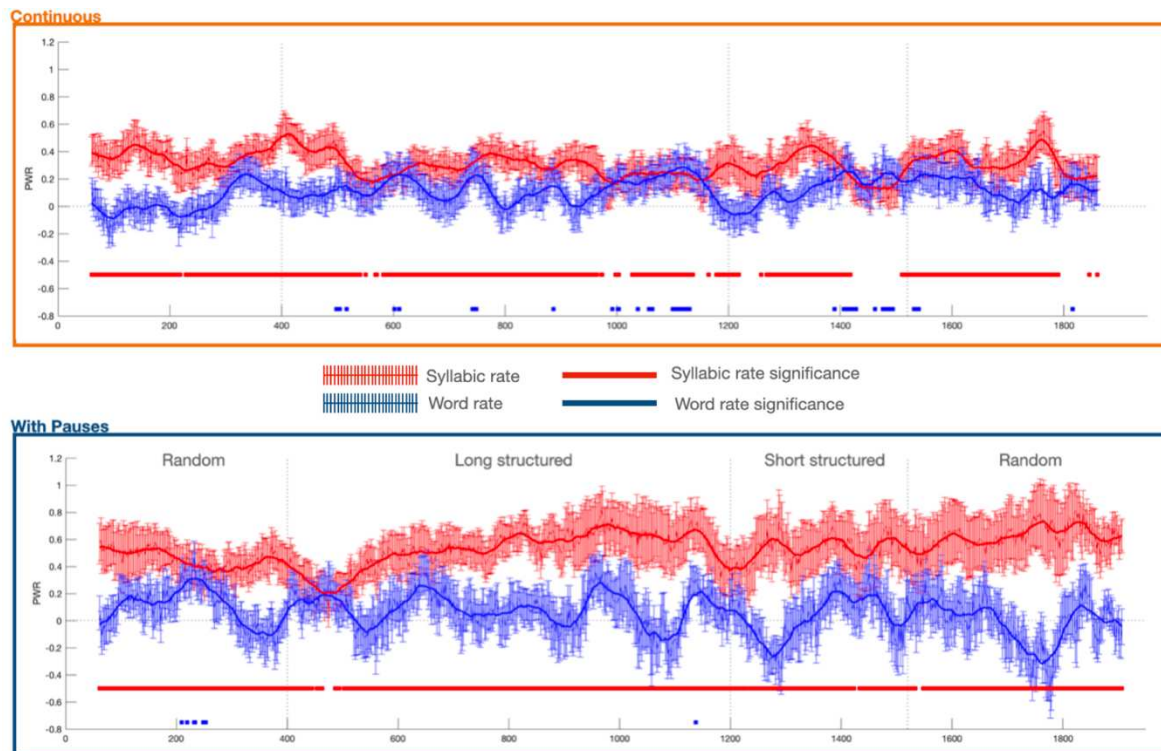 Continuous
1.2
1
0.8
0.6
0.4
0.2
0
-0.2
-0.4
-0.6
-0.8
PWR
0 200 400 600 800 1000 1200 1400 1600 1800
Syllabic rate Syllabic rate significance
Word rate Word rate significance
With Pauses
Random Long structured Short structured Random
1.2
1
0.8
0.6
0.4
0.2
0
-0.2
-0.4
-0.6
-0.8
PWR
0 200 400 600 800 1000 1200 1400 1600 1800